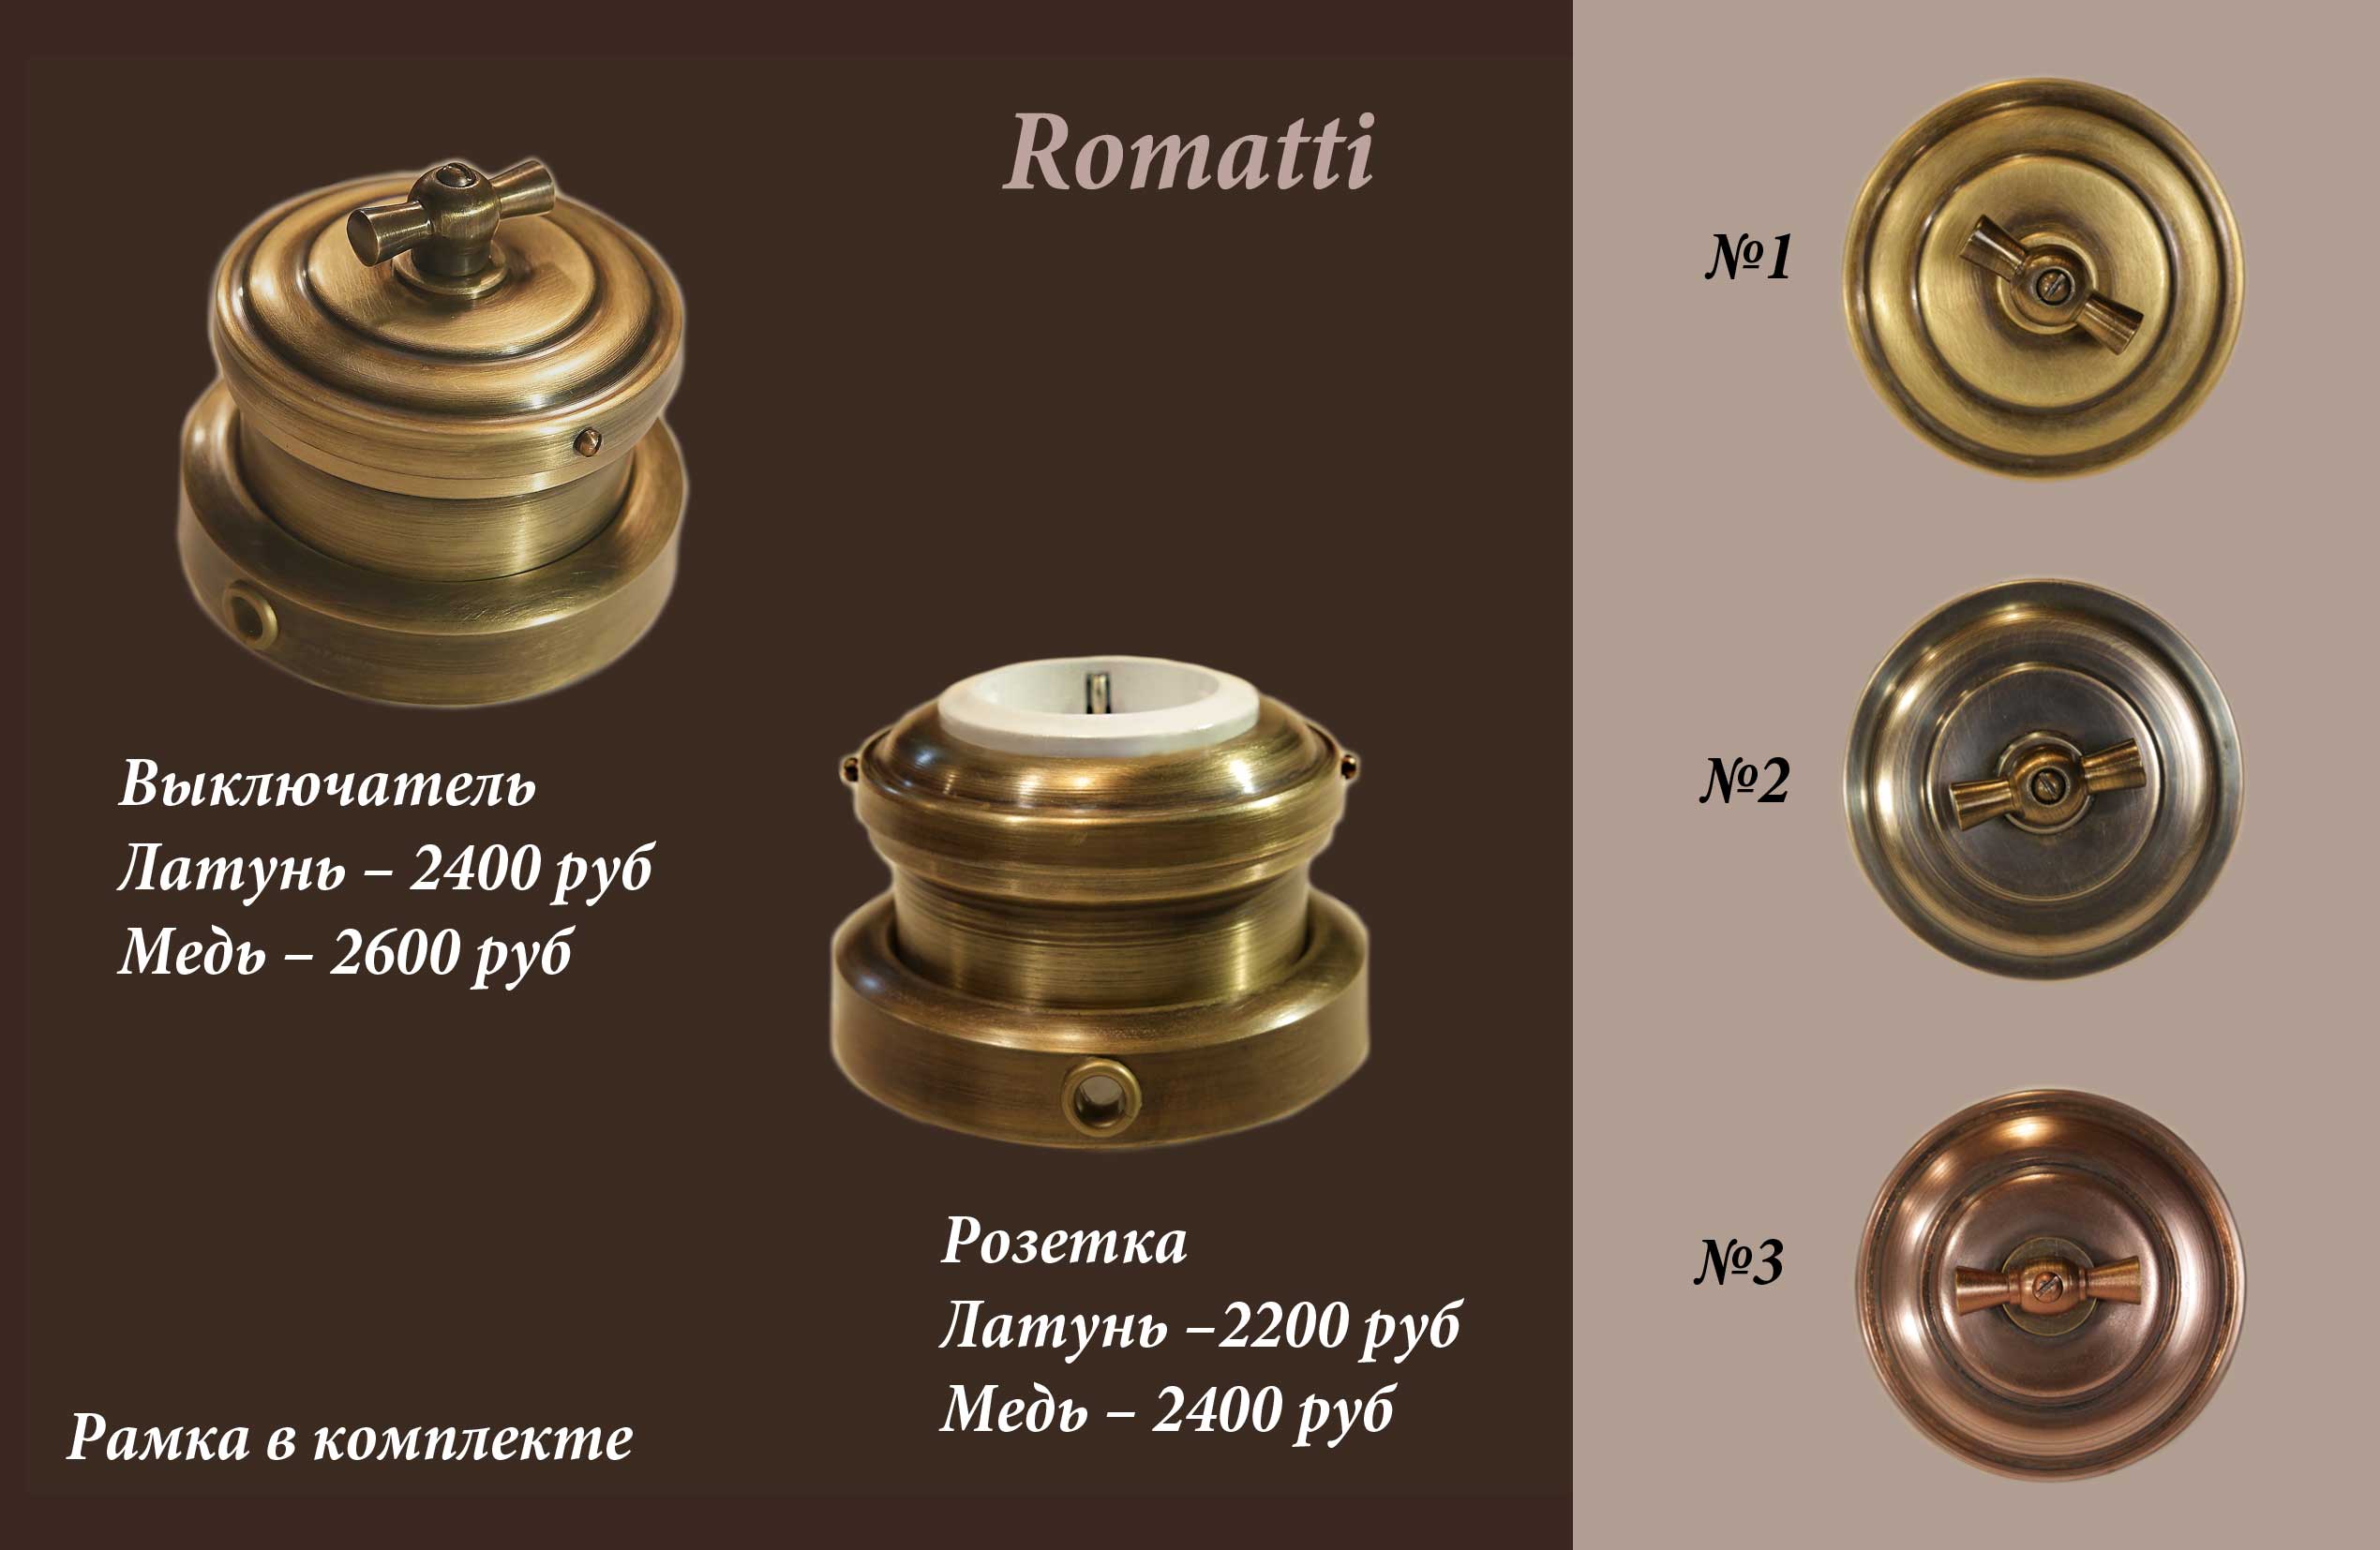 Romatti
Выключатель
Латунь – 2400 руб
Медь – 2600 руб
Розетка
Латунь –2200 руб
Медь – 2400 руб
Рамка в комплекте
№1
№2
№3